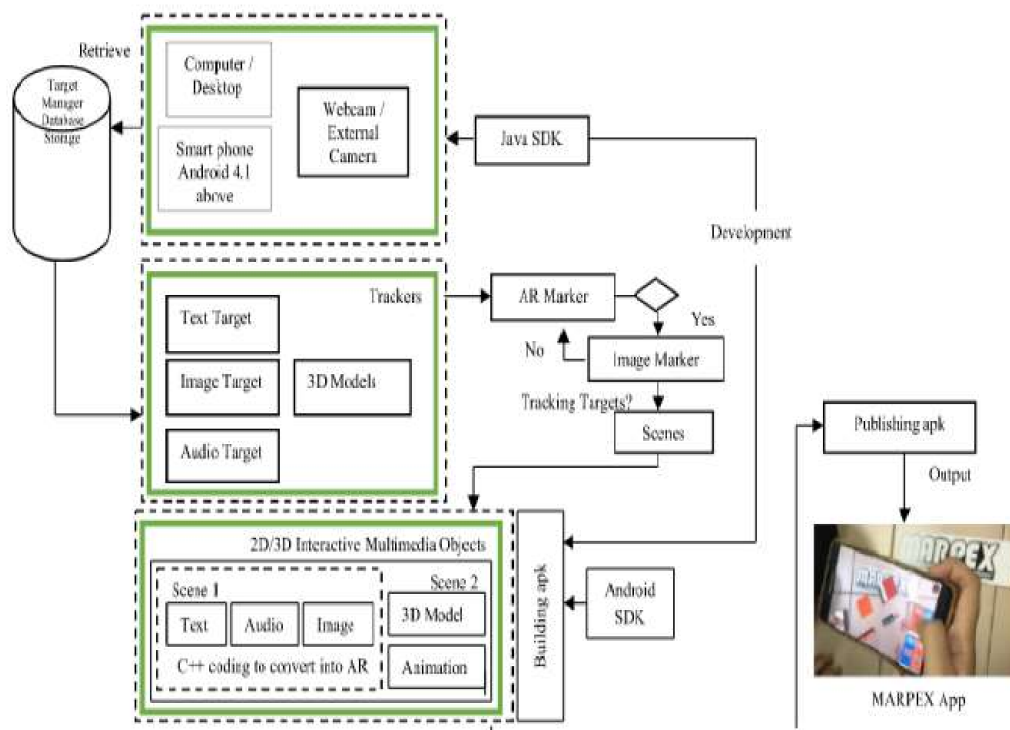 Retrieve
Target
Manager
Database
Storage
Computer /
Desktop
Smart phone
Android 4.1
above
Webcam /
External
Camera
Java SDK
Development
Trackers
Text Target
Image Target
Audio Target
3D Models
AR Marker
Yes
No
Image Marker
Tracking Targets?
Scenes
2D/3D Interactive Multimedia Objects
Scene 1
Text
Audio
Image
C++ coding to convert into AR
Scene 2
3D Model
Animation
Building apk
Android
SDK
Publishing apk
Output
MARPEX
MARPEX App